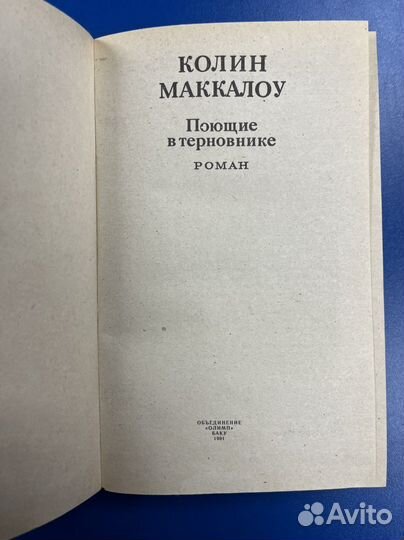 КОЛИН
МАККАЛОУ
Поющие
в терновнике
РОМАН
ОБЪЕДИНЕНИЕ
«ОЛИМП»
БАКУ
1991
Avito